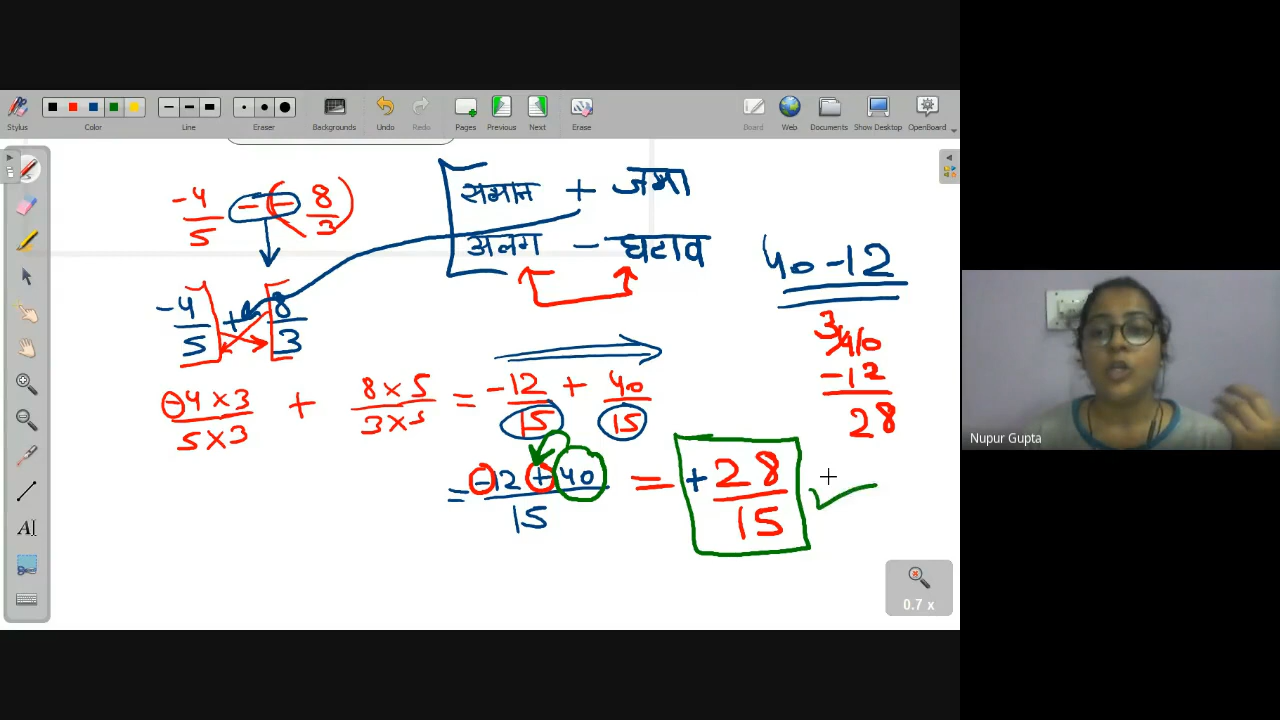 Stylus Color Line Eraser Backgrounds Undo Redo Pages Previous Next Erase Board Web Documents Show Desktop OpenBoard
-4/5 - (-8/3)
समान + जमा
अलग - घटाव
-4/5 + 8/3
40 - 12
3
40
-12
28
-4×3/5×3 + 8×5/3×5 = -12/15 + 40/15
= -12+40/15 = +28/15
Nupur Gupta
0.7 x